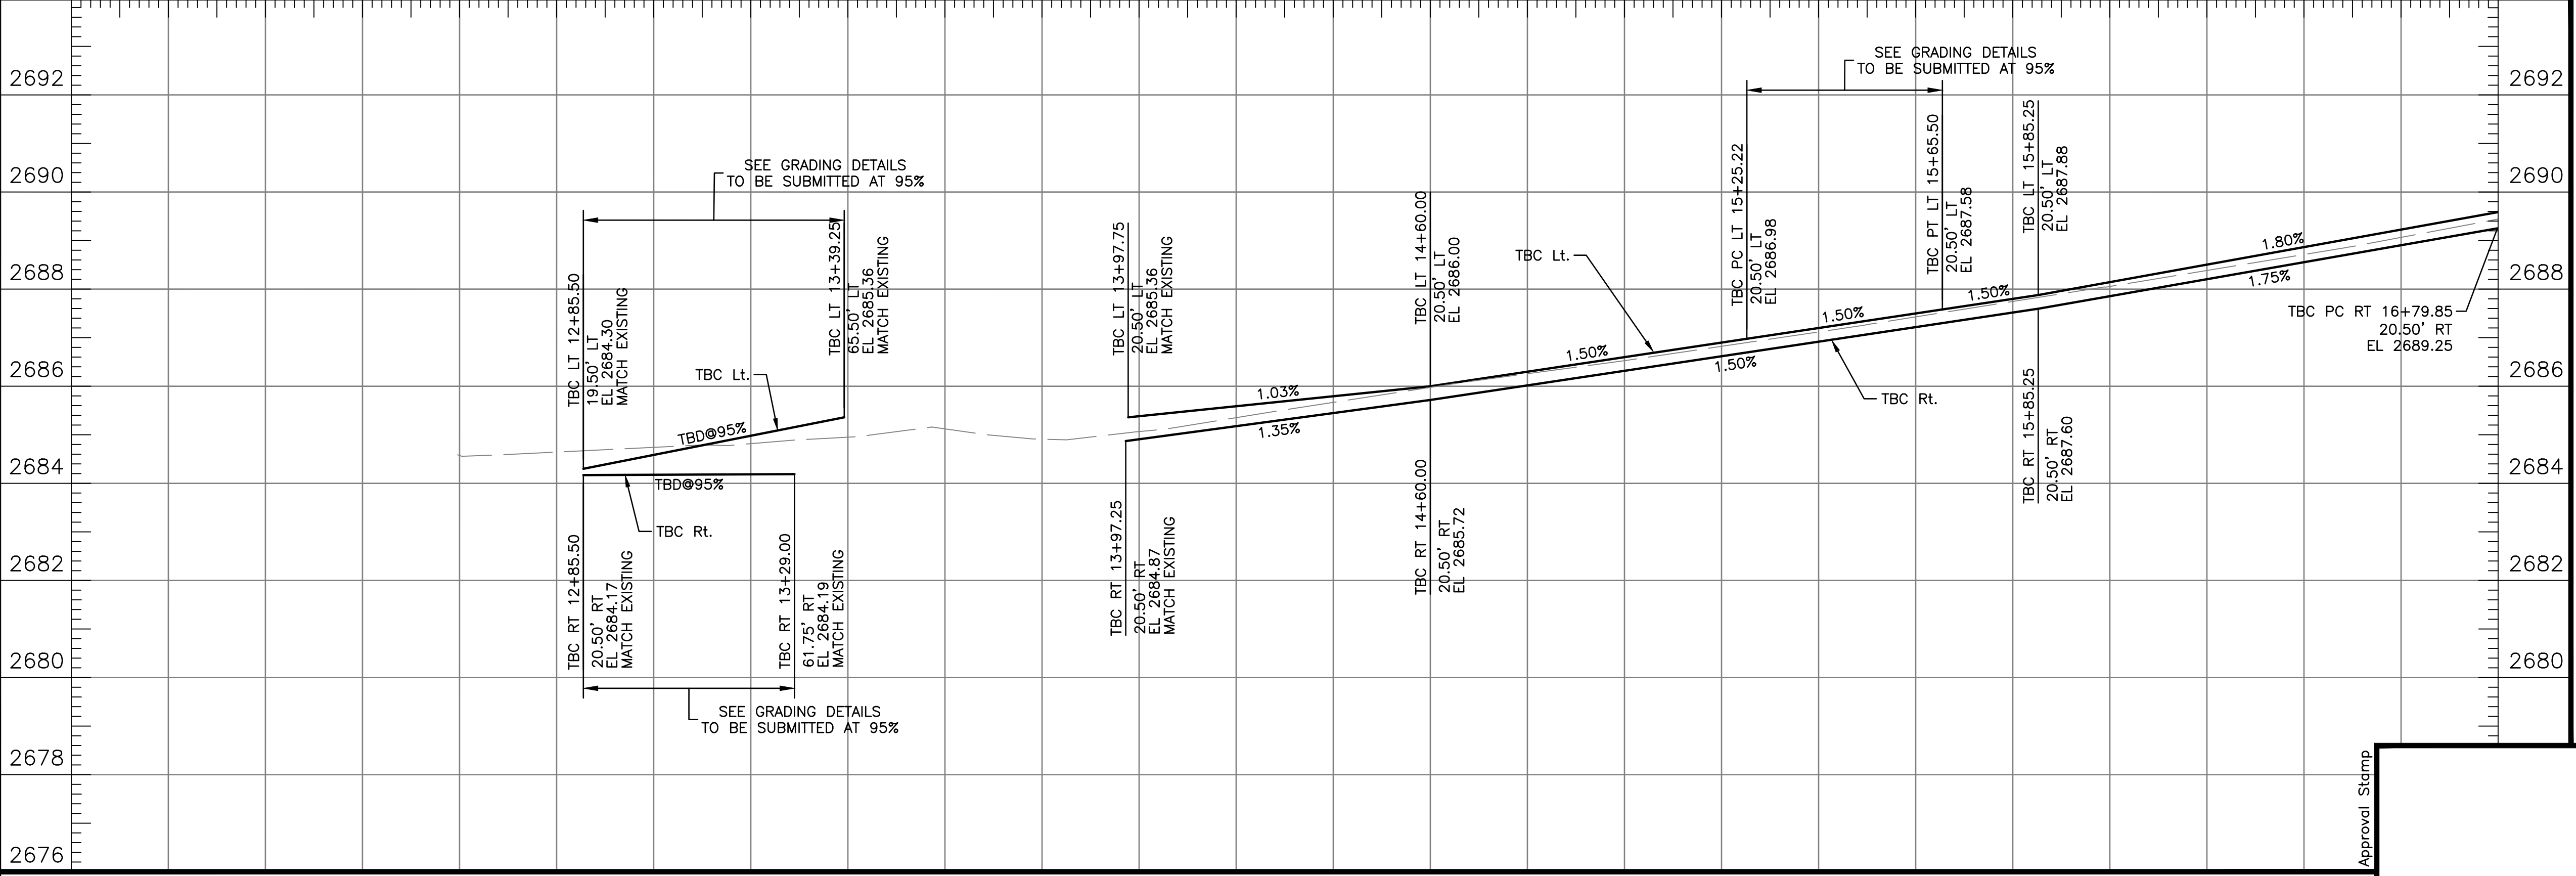 2692
2690
2688
2686
2684
2682
2680
2678
2676
SEE GRADING DETAILS
TO BE SUBMITTED AT 95%
TBC LT 12+85.50
19.50' LT
EL 2684.30
MATCH EXISTING
TBC LT 13+39.25
65.50' LT
EL 2685.36
MATCH EXISTING
TBC Lt.
TBD@95%
TBD@95%
TBC Rt.
TBC RT 12+85.50
20.50' RT
EL 2684.17
MATCH EXISTING
TBC RT 13+29.00
61.75' RT
EL 2684.19
MATCH EXISTING
SEE GRADING DETAILS
TO BE SUBMITTED AT 95%
TBC LT 13+97.75
20.50' LT
EL 2685.36
MATCH EXISTING
1.03%
1.35%
TBC RT 13+97.25
20.50' RT
EL 2684.87
MATCH EXISTING
TBC LT 14+60.00
20.50' LT
EL 2686.00
TBC RT 14+60.00
20.50' RT
EL 2685.72
TBC Lt.
1.50%
1.50%
SEE GRADING DETAILS
TO BE SUBMITTED AT 95%
TBC PC LT 15+25.22
20.50' LT
EL 2686.98
1.50%
TBC Rt.
TBC PT LT 15+65.50
20.50' LT
EL 2687.58
1.50%
TBC LT 15+85.25
20.50' LT
EL 2687.88
TBC RT 15+85.25
20.50' RT
EL 2687.60
1.80%
1.75%
TBC PC RT 16+79.85
20.50' RT
EL 2689.25
2692
2690
2688
2686
2684
2682
2680
Approval Stamp